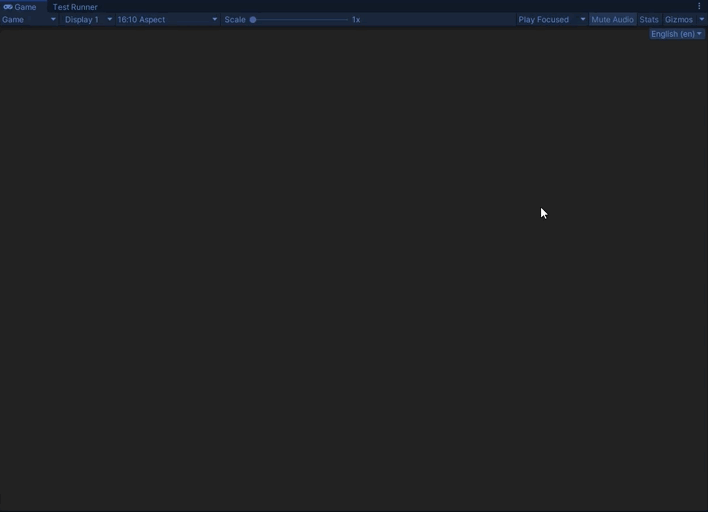 Game Test Runner
Game Display 1 16:10 Aspect Scale 1x Play Focused Mute Audio Stats Gizmos
English (en)